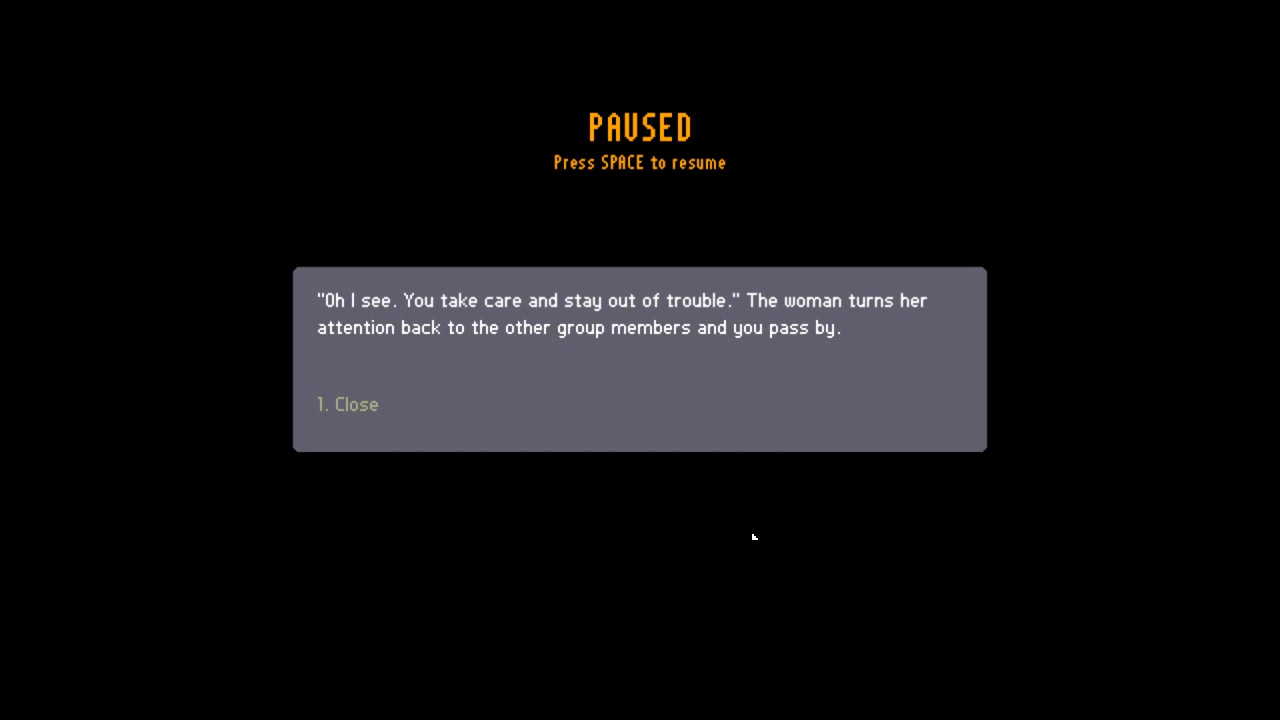 PAUSED
Press SPACE to resume
"Oh I see. You take care and stay out of trouble." The woman turns her
attention back to the other group members and you pass by.
1. Close